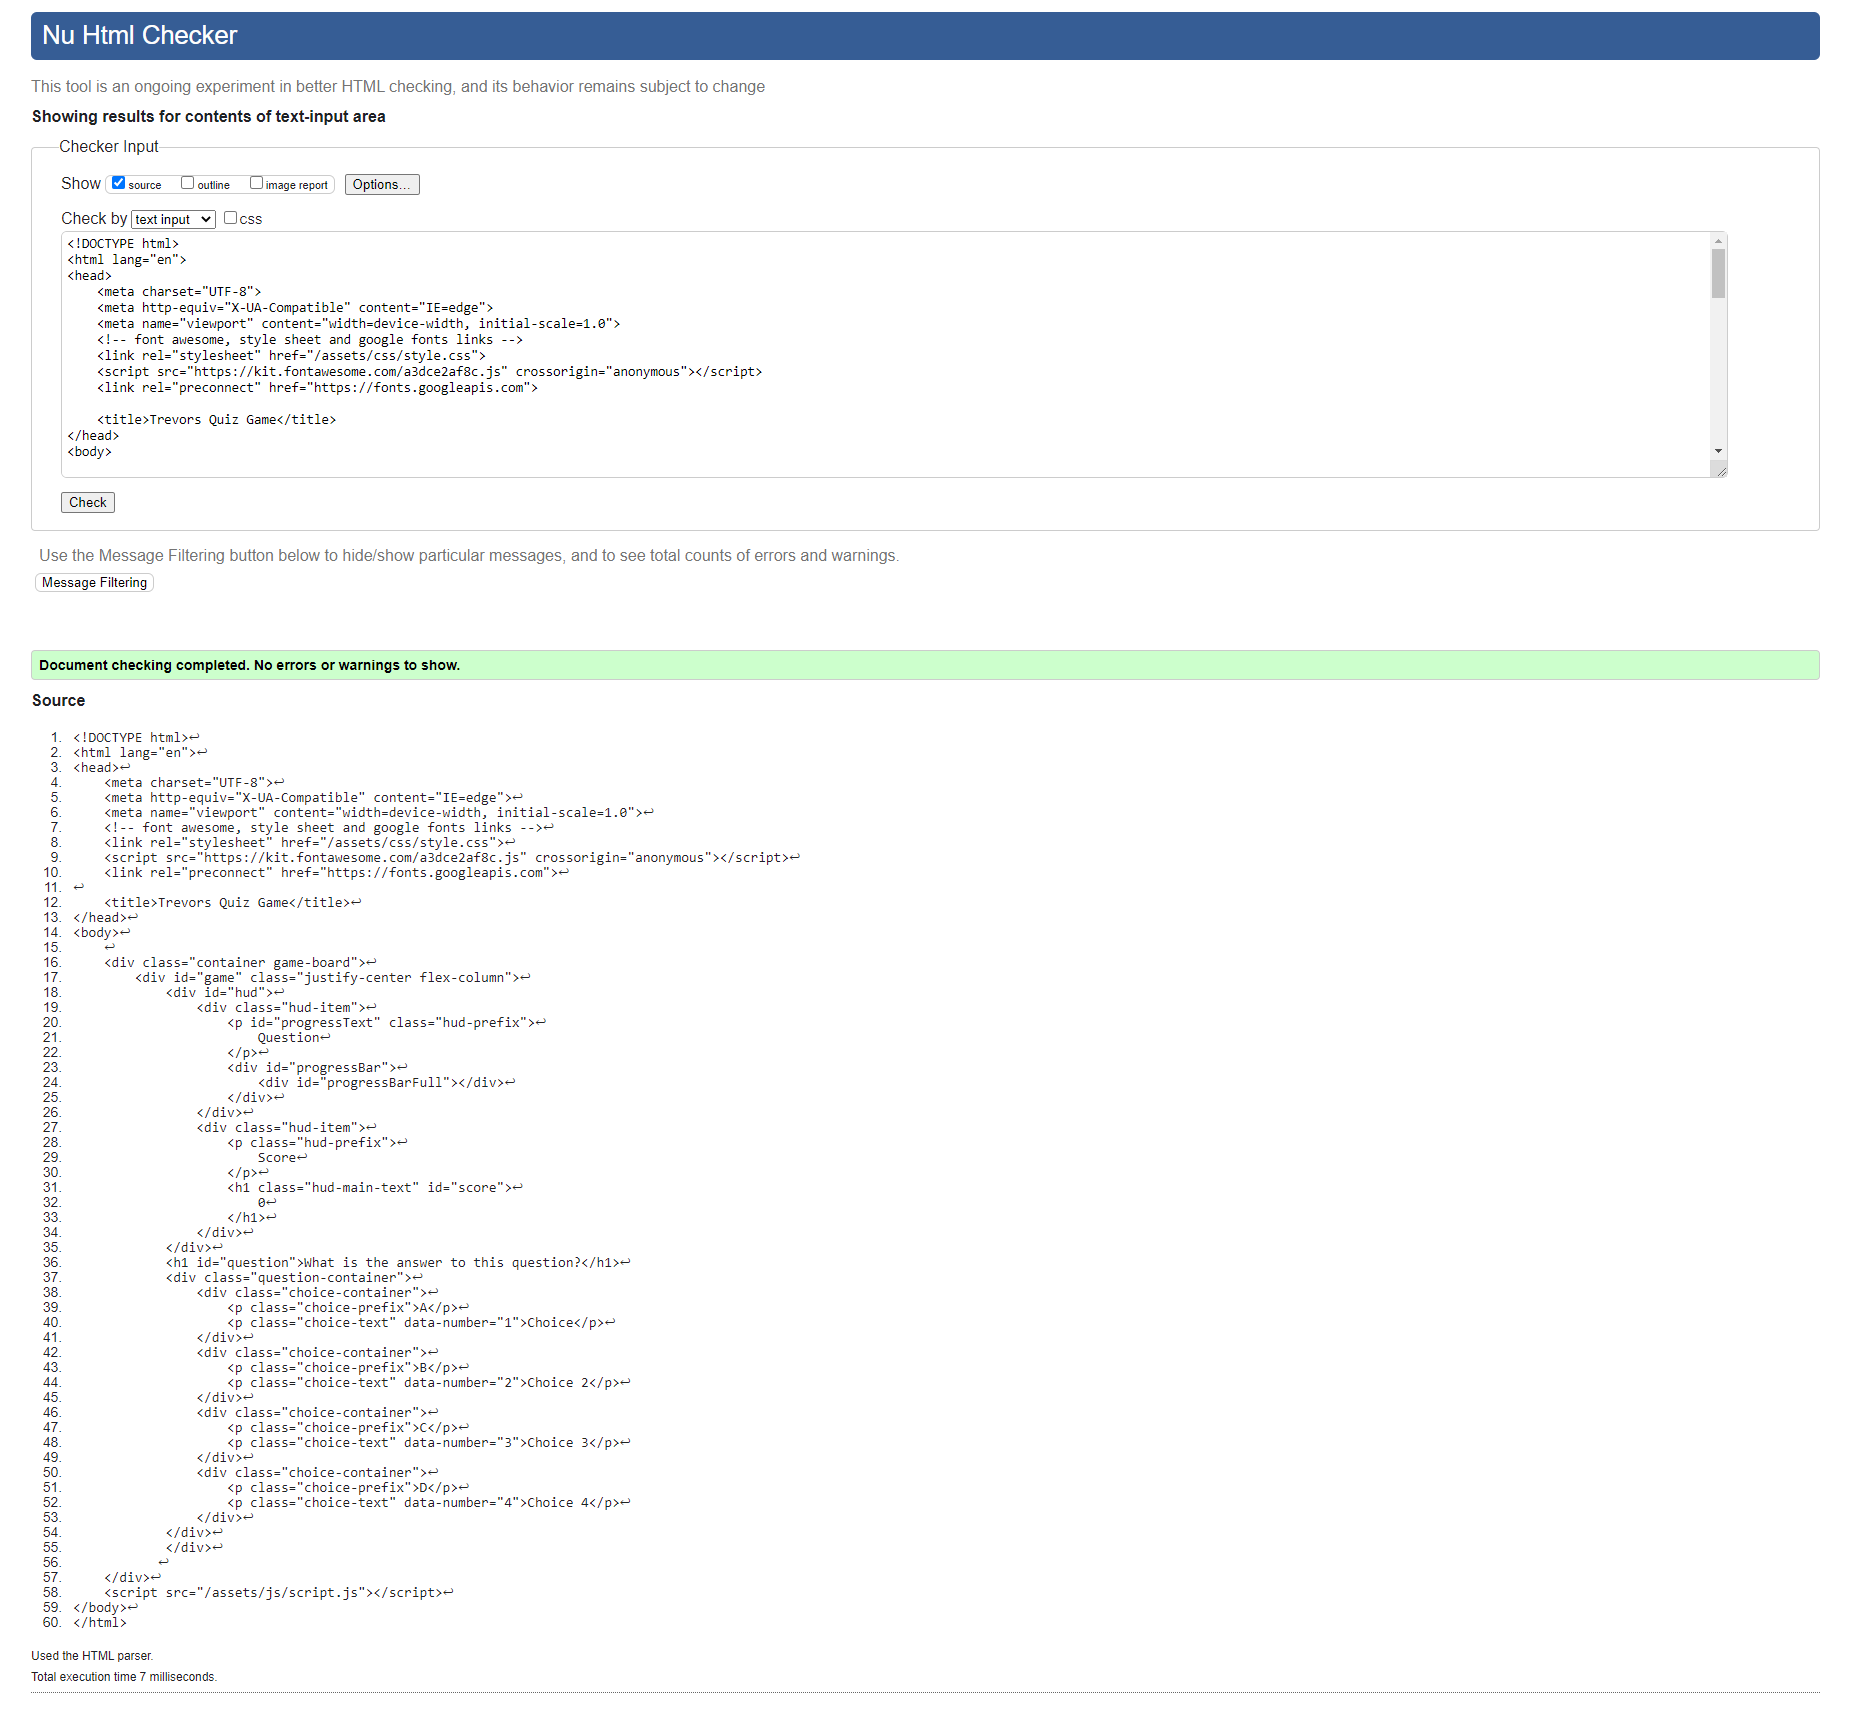 Nu Html Checker
This tool is an ongoing experiment in better HTML checking, and its behavior remains subject to change
Showing results for contents of text-input area
Checker Input
Show source outline image report Options...
Check by text input css
<!DOCTYPE html>
<html lang="en">
<head>
    <meta charset="UTF-8">
    <meta http-equiv="X-UA-Compatible" content="IE=edge">
    <meta name="viewport" content="width=device-width, initial-scale=1.0">
    <!-- font awesome, style sheet and google fonts links -->
    <link rel="stylesheet" href="/assets/css/style.css">
    <script src="https://kit.fontawesome.com/a3dce2af8c.js" crossorigin="anonymous"></script>
    <link rel="preconnect" href="https://fonts.googleapis.com">
    <title>Trevors Quiz Game</title>
</head>
<body>
Check
Use the Message Filtering button below to hide/show particular messages, and to see total counts of errors and warnings.
Message Filtering
Document checking completed. No errors or warnings to show.
Source
1. <!DOCTYPE html>↩
2. <html lang="en">↩
3. <head>↩
4.     <meta charset="UTF-8">↩
5.     <meta http-equiv="X-UA-Compatible" content="IE=edge">↩
6.     <meta name="viewport" content="width=device-width, initial-scale=1.0">↩
7.     <!-- font awesome, style sheet and google fonts links -->↩
8.     <link rel="stylesheet" href="/assets/css/style.css">↩
9.     <script src="https://kit.fontawesome.com/a3dce2af8c.js" crossorigin="anonymous"></script>↩
10.     <link rel="preconnect" href="https://fonts.googleapis.com">↩
11. ↩
12.     <title>Trevors Quiz Game</title>↩
13. </head>↩
14. <body>↩
15.     ↩
16.     <div class="container game-board">↩
17.         <div id="game" class="justify-center flex-column">↩
18.             <div id="hud">↩
19.                 <div class="hud-item">↩
20.                     <p id="progressText" class="hud-prefix">↩
21.                         Question↩
22.                     </p>↩
23.                     <div id="progressBar">↩
24.                         <div id="progressBarFull"></div>↩
25.                     </div>↩
26.                 </div>↩
27.                 <div class="hud-item">↩
28.                     <p class="hud-prefix">↩
29.                         Score↩
30.                     </p>↩
31.                     <h1 class="hud-main-text" id="score">↩
32.                         0↩
33.                     </h1>↩
34.                 </div>↩
35.             </div>↩
36.             <h1 id="question">What is the answer to this question?</h1>↩
37.             <div class="question-container">↩
38.                 <div class="choice-container">↩
39.                     <p class="choice-prefix">A</p>↩
40.                     <p class="choice-text" data-number="1">Choice</p>↩
41.                 </div>↩
42.                 <div class="choice-container">↩
43.                     <p class="choice-prefix">B</p>↩
44.                     <p class="choice-text" data-number="2">Choice 2</p>↩
45.                 </div>↩
46.                 <div class="choice-container">↩
47.                     <p class="choice-prefix">C</p>↩
48.                     <p class="choice-text" data-number="3">Choice 3</p>↩
49.                 </div>↩
50.                 <div class="choice-container">↩
51.                     <p class="choice-prefix">D</p>↩
52.                     <p class="choice-text" data-number="4">Choice 4</p>↩
53.                 </div>↩
54.             </div>↩
55.             </div>↩
56.            ↩
57.     </div>↩
58.     <script src="/assets/js/script.js"></script>↩
59. </body>↩
60. </html>
Used the HTML parser.
Total execution time 7 milliseconds.